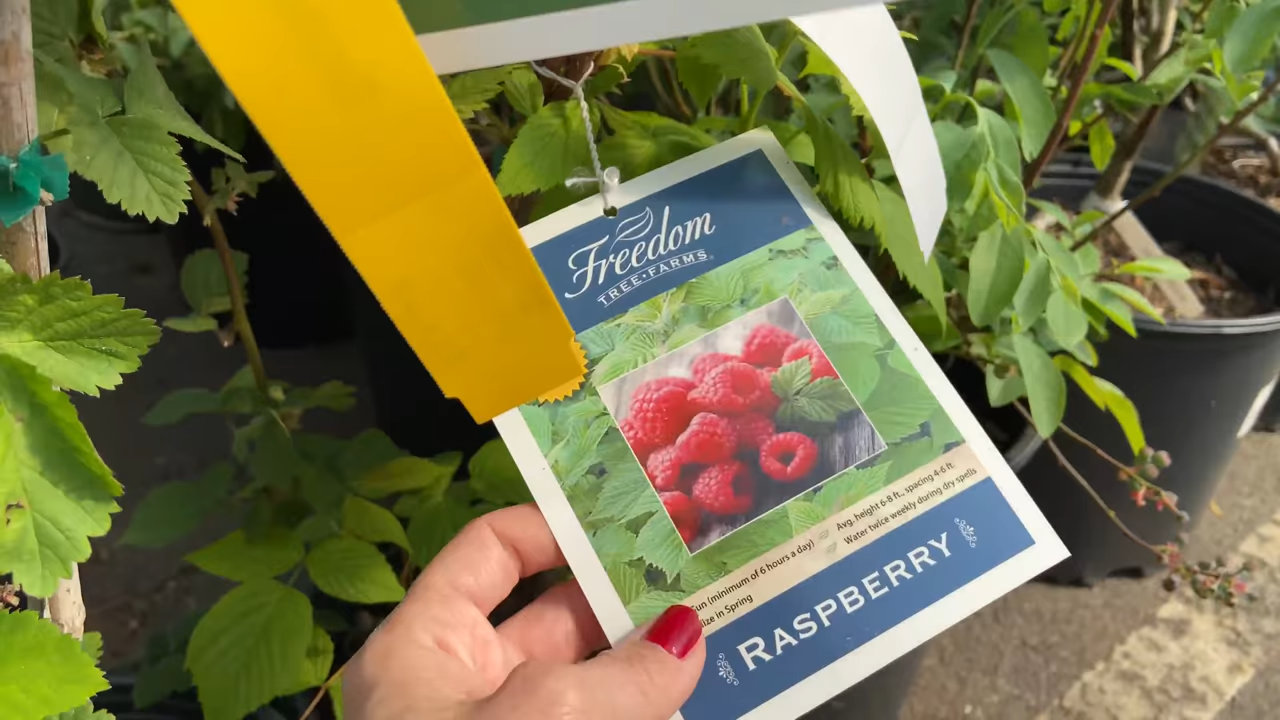 Freedom
TREE•FARMS®
Sun (minimum of 6 hours a day)
Avg. height 6-8 ft., spacing 4-6 ft
Water twice weekly during dry spells
in Spring
RASPBERRY